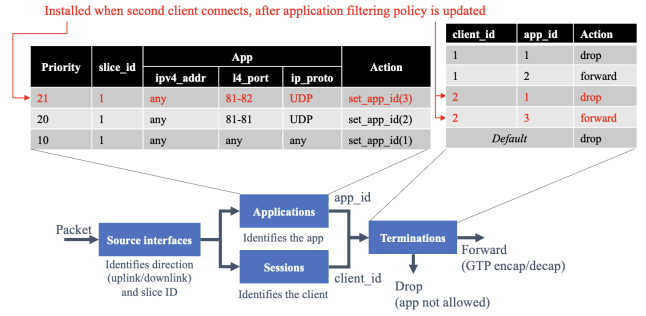 Installed when second client connects, after application filtering policy is updated
Priority slice_id App Action
ipv4_addr l4_port ip_proto
21 1 any 81-82 UDP set_app_id(3)
20 1 any 81-81 UDP set_app_id(2)
10 1 any any any set_app_id(1)
client_id app_id Action
1 1 drop
1 2 forward
2 1 drop
2 3 forward
Default drop
Packet
Source interfaces
Identifies direction
(uplink/downlink)
and slice ID
Applications
Identifies the app
app_id
Sessions
Identifies the client
client_id
Terminations
Forward
(GTP encap/decap)
Drop
(app not allowed)